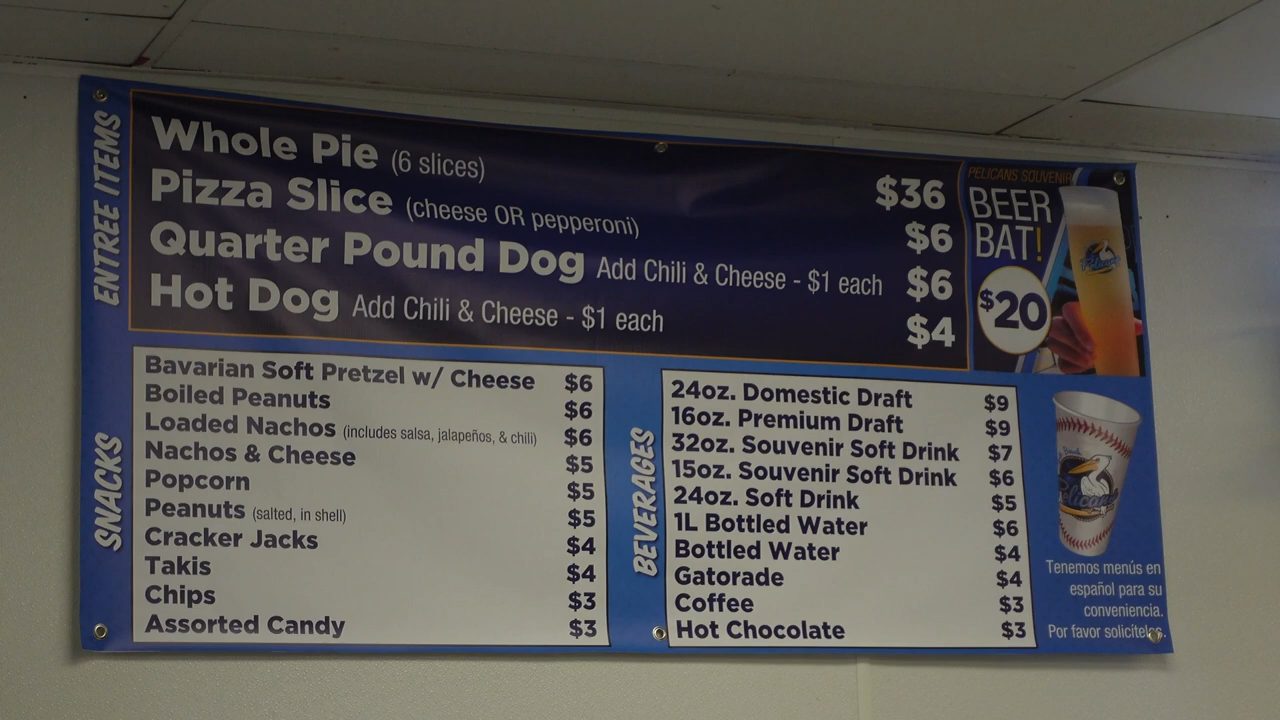 ENTREE ITEMS
Whole Pie (6 slices) $36
Pizza Slice (cheese OR pepperoni) $6
Quarter Pound Dog Add Chili & Cheese - $1 each $6
Hot Dog Add Chili & Cheese - $1 each $4
PELICANS SOUVENIR
BEER
BAT!
$20
Pelicans
SNACKS
Bavarian Soft Pretzel w/ Cheese $6
Boiled Peanuts $6
Loaded Nachos (includes salsa, jalapeños, & chili) $6
Nachos & Cheese $5
Popcorn $5
Peanuts (salted, in shell) $5
Cracker Jacks $4
Takis $4
Chips $3
Assorted Candy $3
BEVERAGES
24oz. Domestic Draft $9
16oz. Premium Draft $9
32oz. Souvenir Soft Drink $7
15oz. Souvenir Soft Drink $6
24oz. Soft Drink $5
1L Bottled Water $6
Bottled Water $4
Gatorade $4
Coffee $3
Hot Chocolate $3
Pelicans
Tenemos menús en
español para su
conveniencia.
Por favor solicítelos.